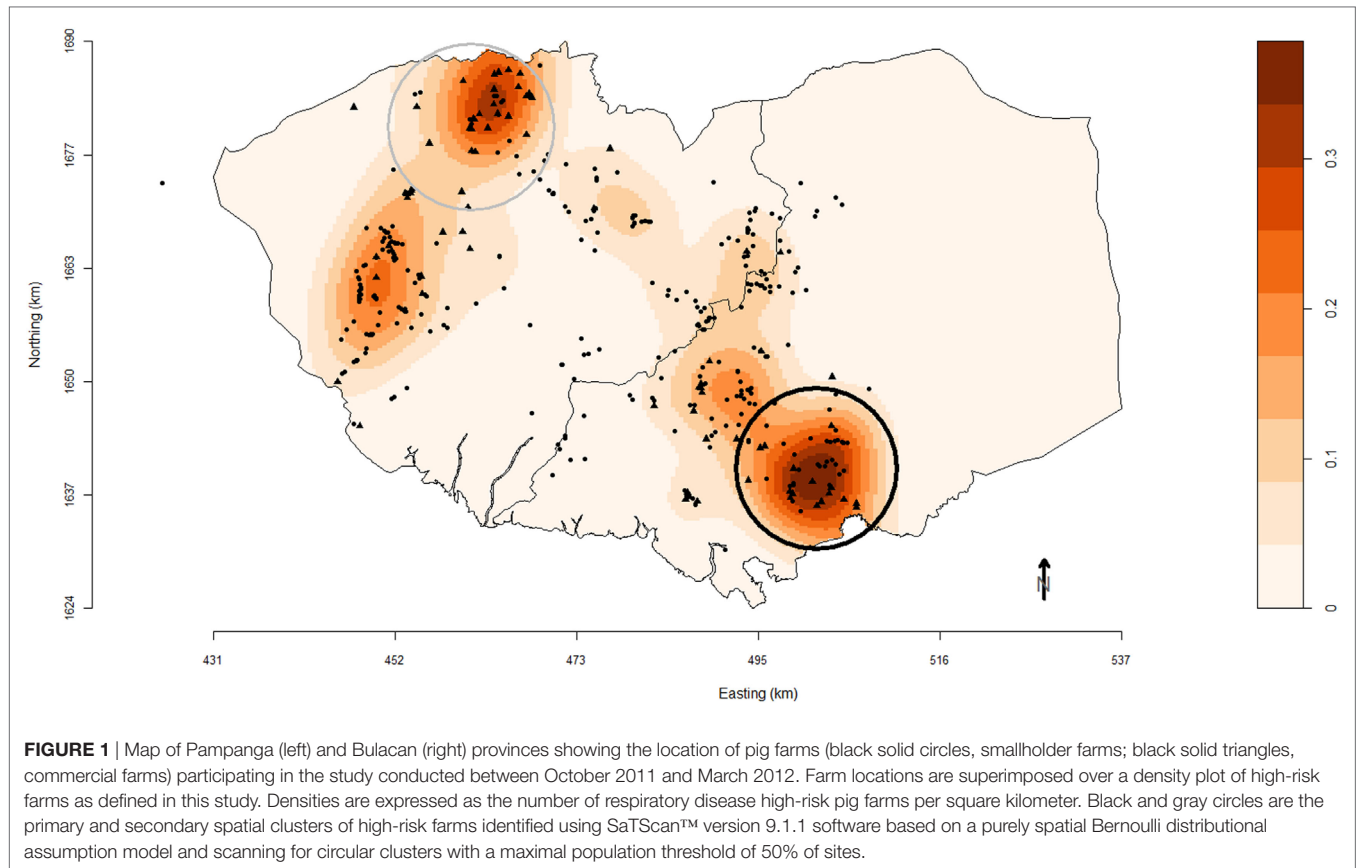 1690
1677
1663
1650
1637
1624
Northing (km)
431 452 473 495 516 537
Easting (km)
N
0.3
0.2
0.1
0
FIGURE 1 | Map of Pampanga (left) and Bulacan (right) provinces showing the location of pig farms (black solid circles, smallholder farms; black solid triangles,
commercial farms) participating in the study conducted between October 2011 and March 2012. Farm locations are superimposed over a density plot of high-risk
farms as defined in this study. Densities are expressed as the number of respiratory disease high-risk pig farms per square kilometer. Black and gray circles are the
primary and secondary spatial clusters of high-risk farms identified using SaTScan™ version 9.1.1 software based on a purely spatial Bernoulli distributional
assumption model and scanning for circular clusters with a maximal population threshold of 50% of sites.